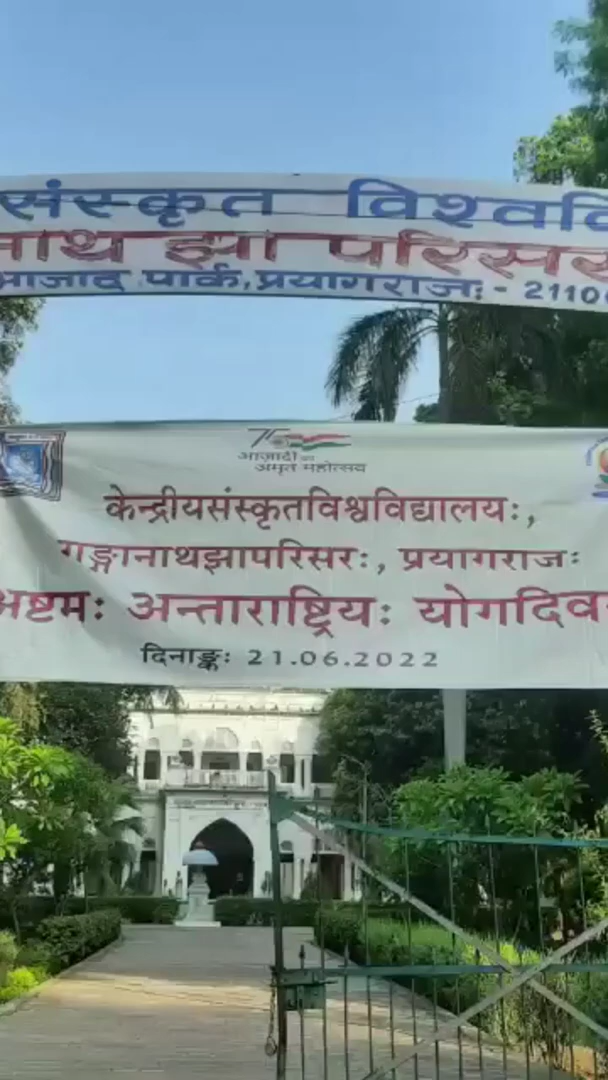 संस्कृत विश्ववि
नाथ झा परिसर
आजाद पार्क, प्रयागराजः - 2110
75
आज़ादी का
अमृत महोत्सव
केन्द्रीयसंस्कृतविश्वविद्यालयः,
गङ्गानाथझापरिसरः, प्रयागराजः
अष्टमः अन्ताराष्ट्रियः योगदिव
दिनाङ्कः 21.06.2022